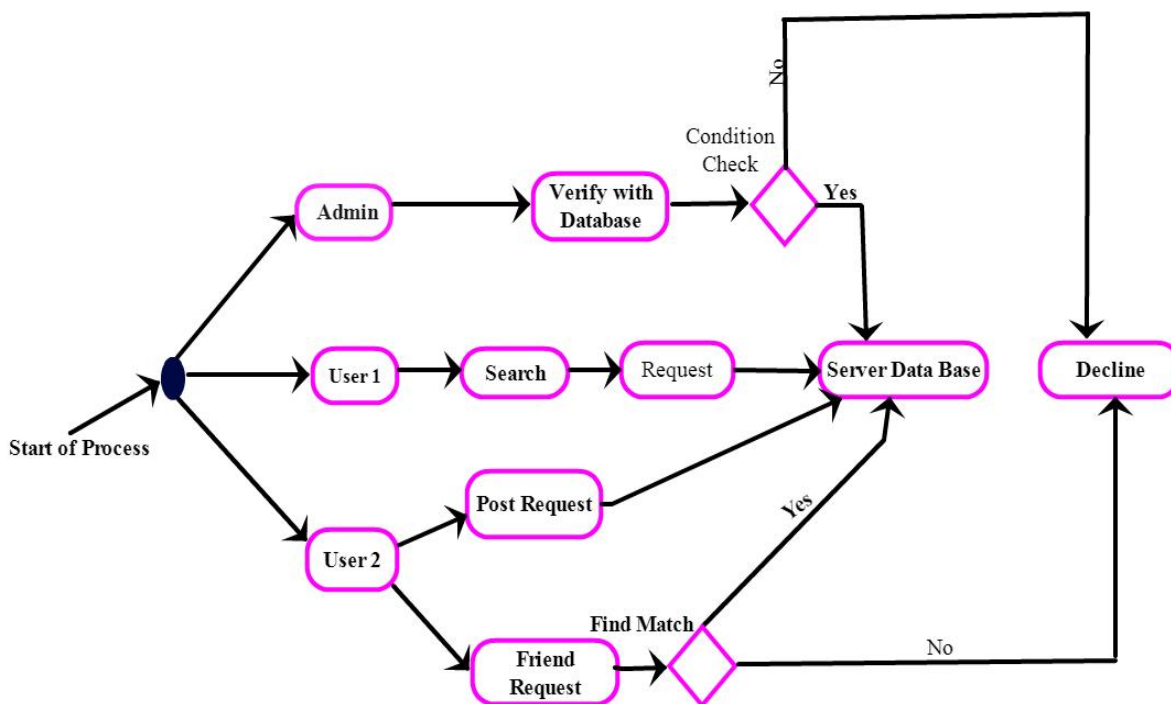 No
Condition
Check
Yes
Verify with
Database
Admin
User 1
Search
Request
Server Data Base
Decline
Start of Process
Post Request
Yes
User 2
Find Match
No
Friend
Request